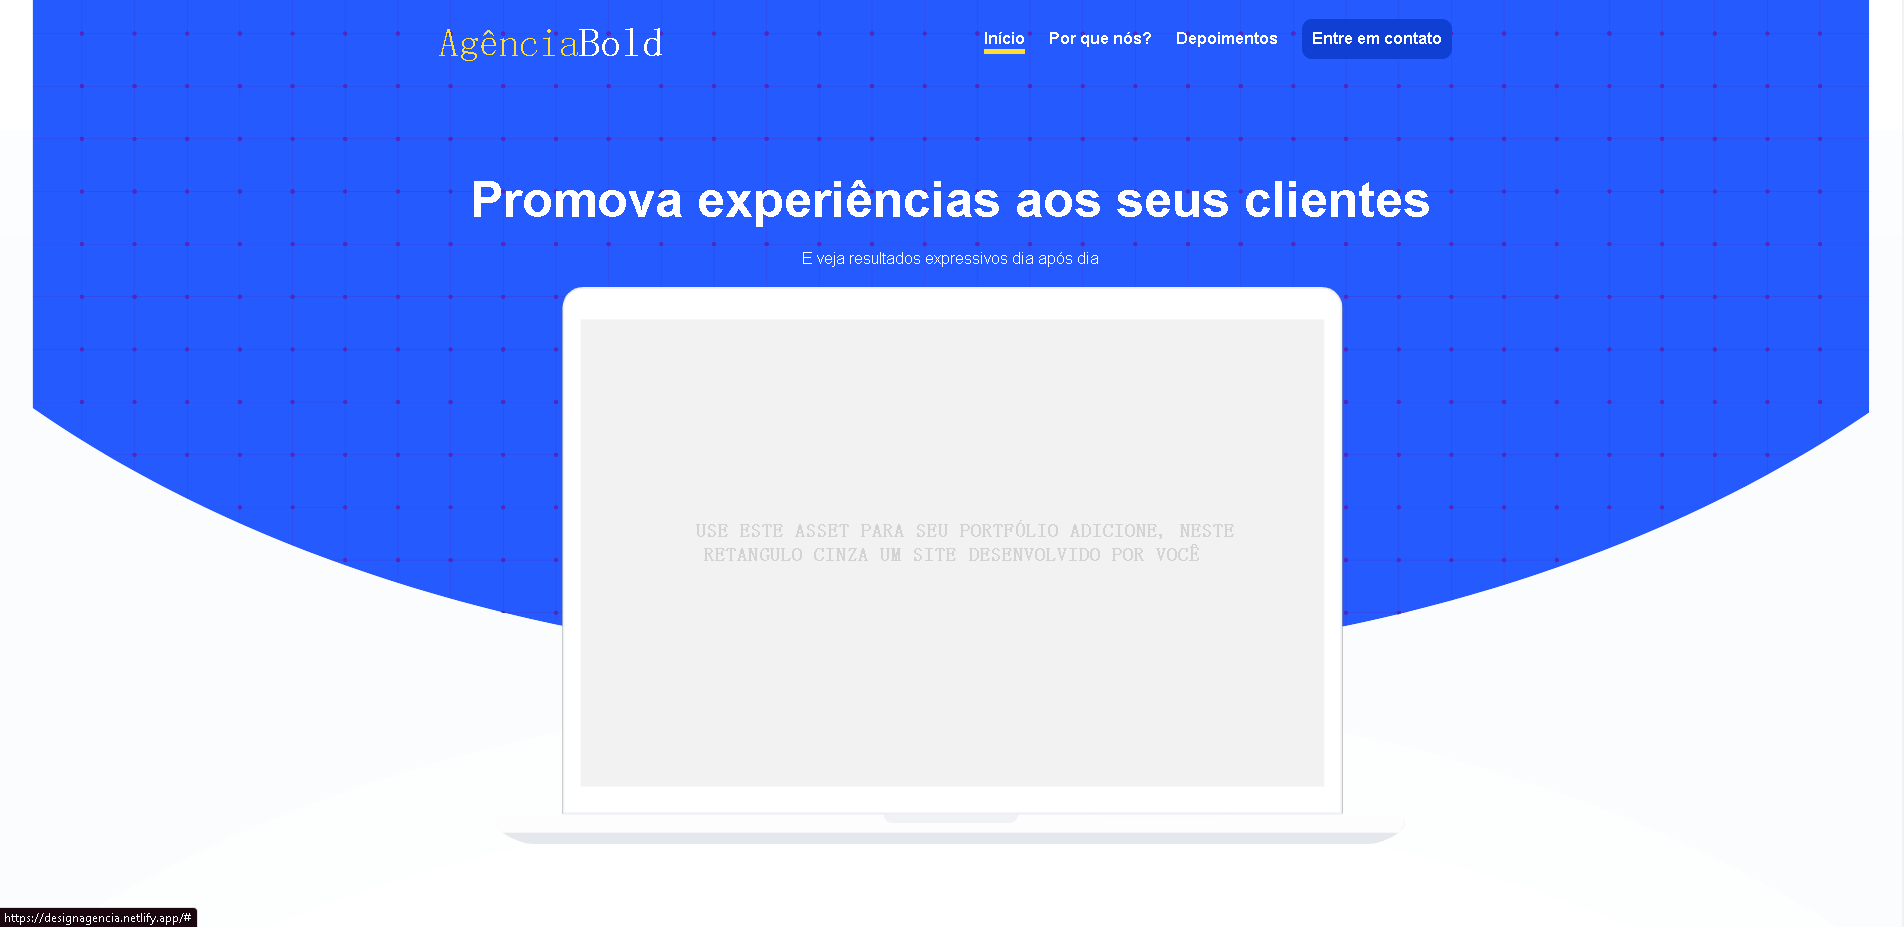 AgênciaBold
Início Por que nós? Depoimentos Entre em contato
Promova experiências aos seus clientes
E veja resultados expressivos dia após dia
USE ESTE ASSET PARA SEU PORTFÓLIO ADICIONE, NESTE
RETANGULO CINZA UM SITE DESENVOLVIDO POR VOCÊ
https://designagencia.netlify.app/#